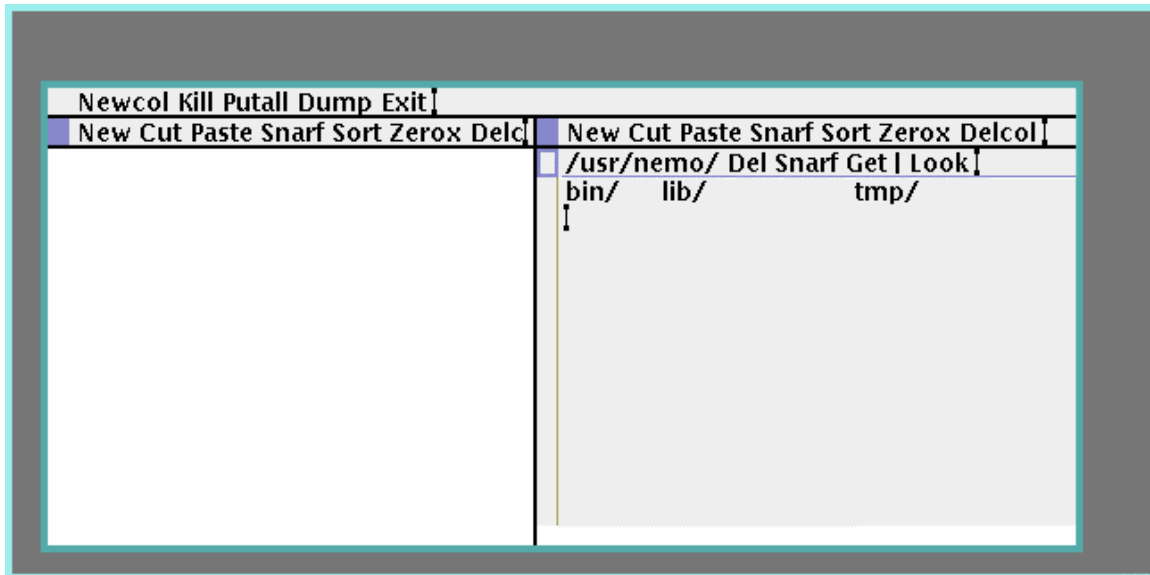 Newcol Kill Putall Dump Exit
New Cut Paste Snarf Sort Zerox Delc
New Cut Paste Snarf Sort Zerox Delcol
/usr/nemo/ Del Snarf Get | Look
bin/ lib/ tmp/